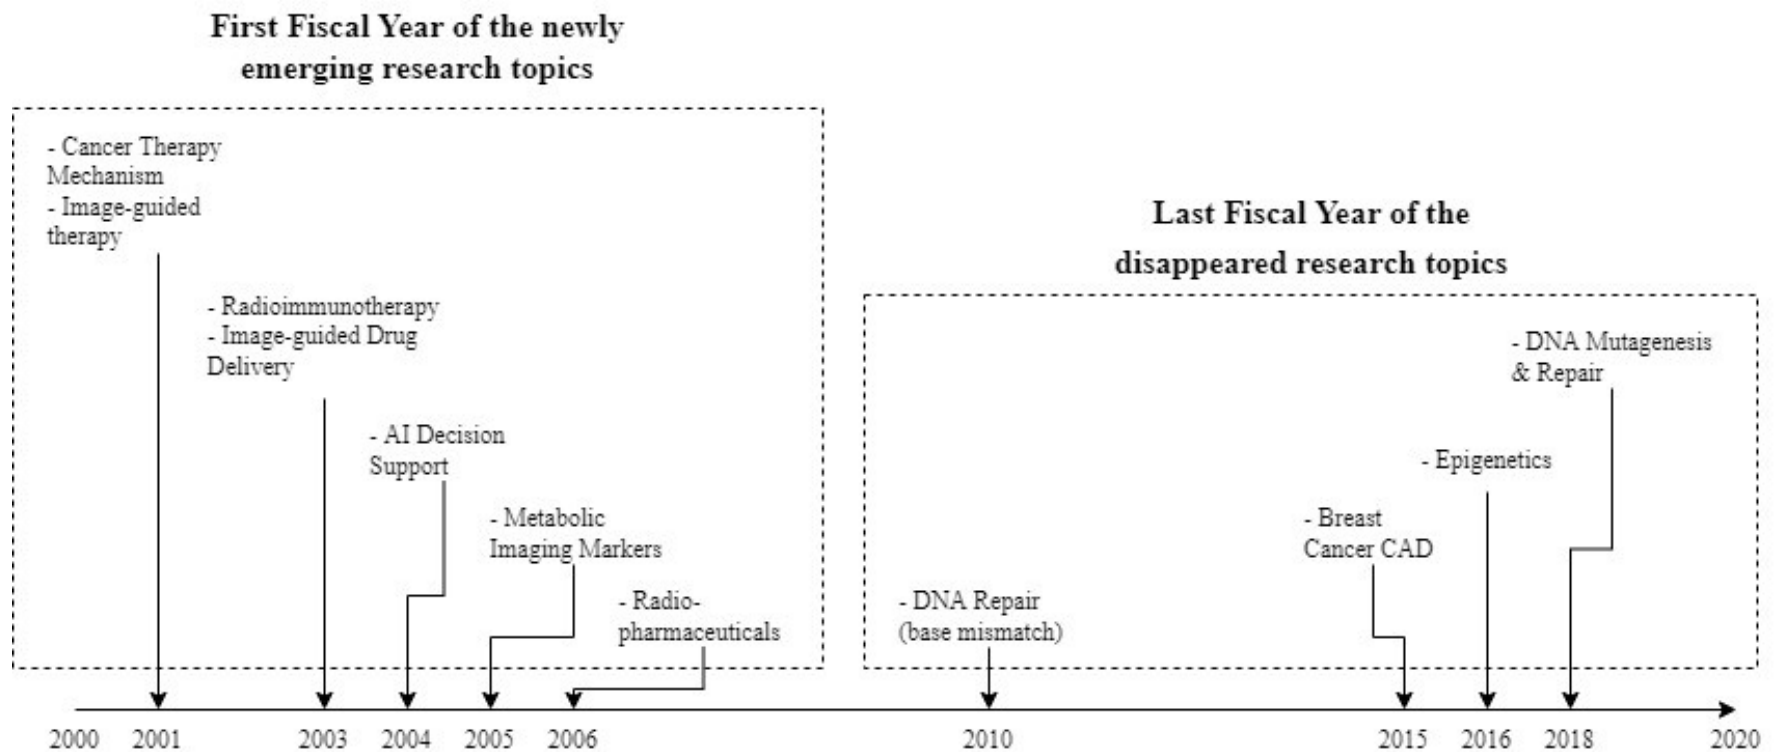 First Fiscal Year of the newly
emerging research topics
- Cancer Therapy
Mechanism
- Image-guided
therapy
- Radioimmunotherapy
- Image-guided Drug
Delivery
- AI Decision
Support
- Metabolic
Imaging Markers
- Radio-
pharmaceuticals
Last Fiscal Year of the
disappeared research topics
- DNA Repair
(base mismatch)
- Breast
Cancer CAD
- Epigenetics
- DNA Mutagenesis
& Repair
2000 2001 2003 2004 2005 2006 2010 2015 2016 2018 2020